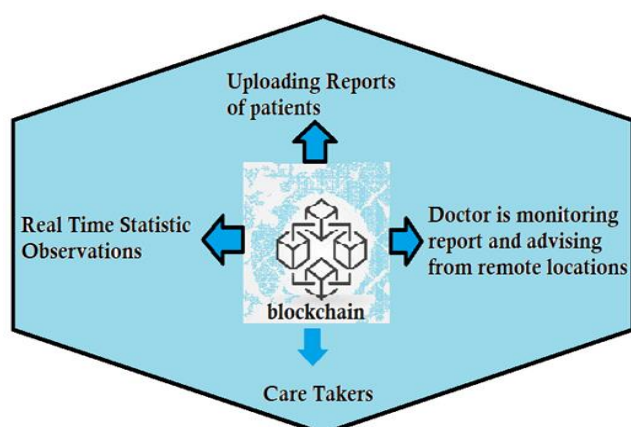 Uploading Reports
of patients
Real Time Statistic
Observations
Doctor is monitoring
report and advising
from remote locations
blockchain
Care Takers